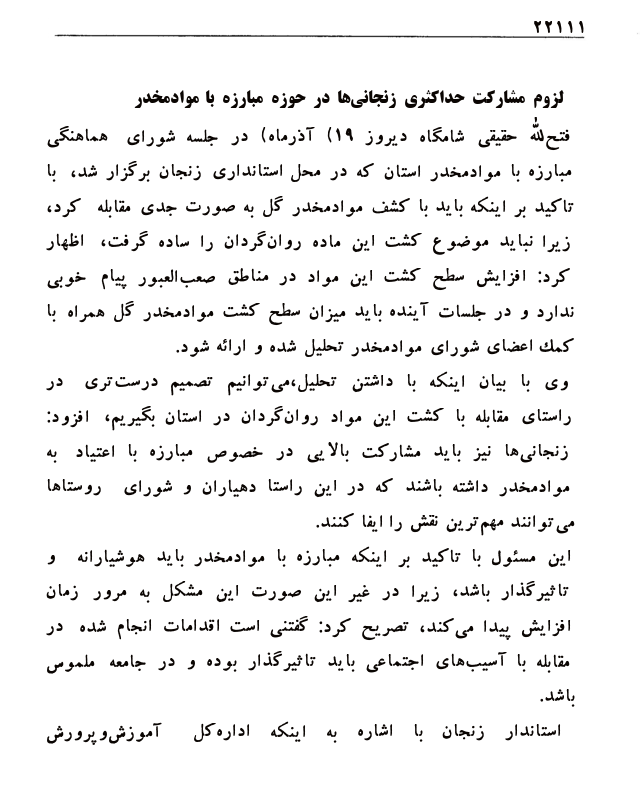 ۲۲۱۱۱
لزوم مشارکت حداکثری زنجانی‌ها در حوزه مبارزه با موادمخدر
فتح‌الله حقیقی شامگاه دیروز ۱۹) آذرماه) در جلسه شورای هماهنگی
مبارزه با موادمخدر استان که در محل استانداری زنجان برگزار شد، با
تاکید بر اینکه باید با کشف موادمخدر گل به صورت جدی مقابله کرد،
زیرا نباید موضوع کشت این ماده روان‌گردان را ساده گرفت، اظهار
کرد: افزایش سطح کشت این مواد در مناطق صعب‌العبور پیام خوبی
ندارد و در جلسات آینده باید میزان سطح کشت موادمخدر گل همراه با
کمك اعضای شورای موادمخدر تحلیل شده و ارائه شود.
وی با بیان اینکه با داشتن تحلیل،می‌توانیم تصمیم درست‌تری در
راستای مقابله با کشت این مواد روان‌گردان در استان بگیریم، افزود:
زنجانی‌ها نیز باید مشارکت بالایی در خصوص مبارزه با اعتیاد به
موادمخدر داشته باشند که در این راستا دهیاران و شورای روستاها
می‌توانند مهم‌ترین نقش را ایفا کنند.
این مسئول با تاکید بر اینکه مبارزه با موادمخدر باید هوشیارانه و
تاثیرگذار باشد، زیرا در غیر این صورت این مشکل به مرور زمان
افزایش پیدا می‌کند، تصریح کرد: گفتنی است اقدامات انجام شده در
مقابله با آسیب‌های اجتماعی باید تاثیرگذار بوده و در جامعه ملموس
باشد.
استاندار زنجان با اشاره به اینکه اداره‌کل آموزش‌و‌پرورش